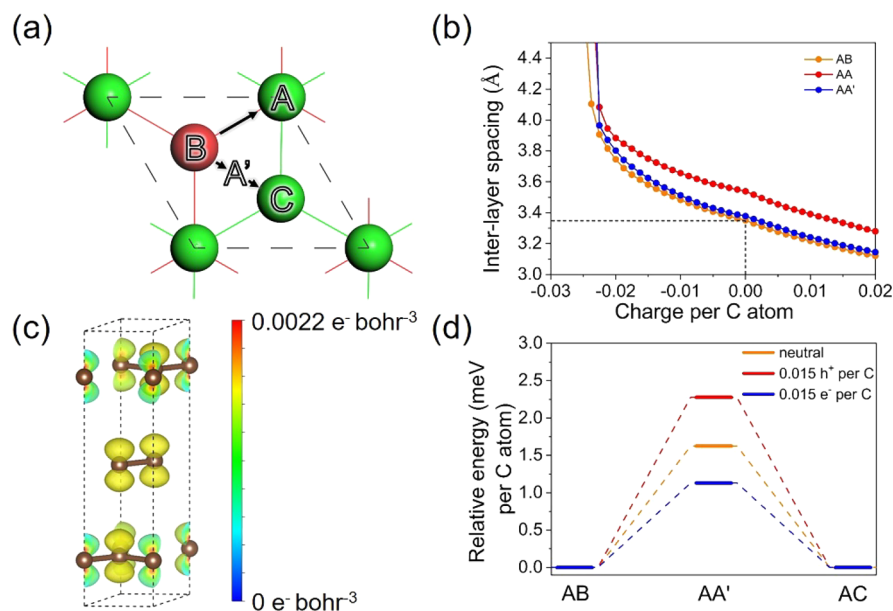 (a)
A
B
A'
C
(b)
Inter-layer spacing (Å)
4.4
4.2
4.0
3.8
3.6
3.4
3.2
3.0
AB
AA
AA'
-0.03 -0.02 -0.01 0.00 0.01 0.02
Charge per C atom
(c)
0.0022 e⁻ bohr⁻³
0 e⁻ bohr⁻³
(d)
Relative energy (meV
per C atom)
3.0
2.5
2.0
1.5
1.0
0.5
0.0
neutral
0.015 h⁺ per C
0.015 e⁻ per C
AB AA' AC